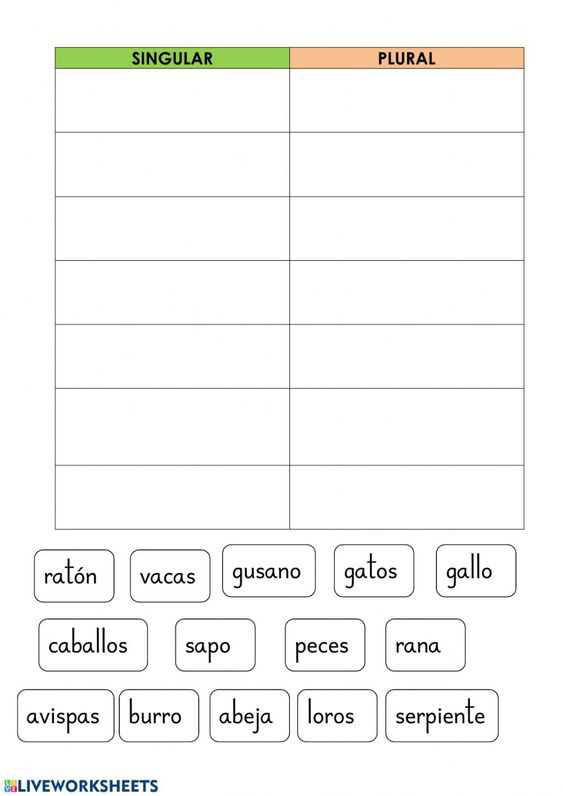 SINGULAR PLURAL
ratón vacas gusano gatos gallo
caballos sapo peces rana
avispas burro abeja loros serpiente
LIVEWORKSHEETS